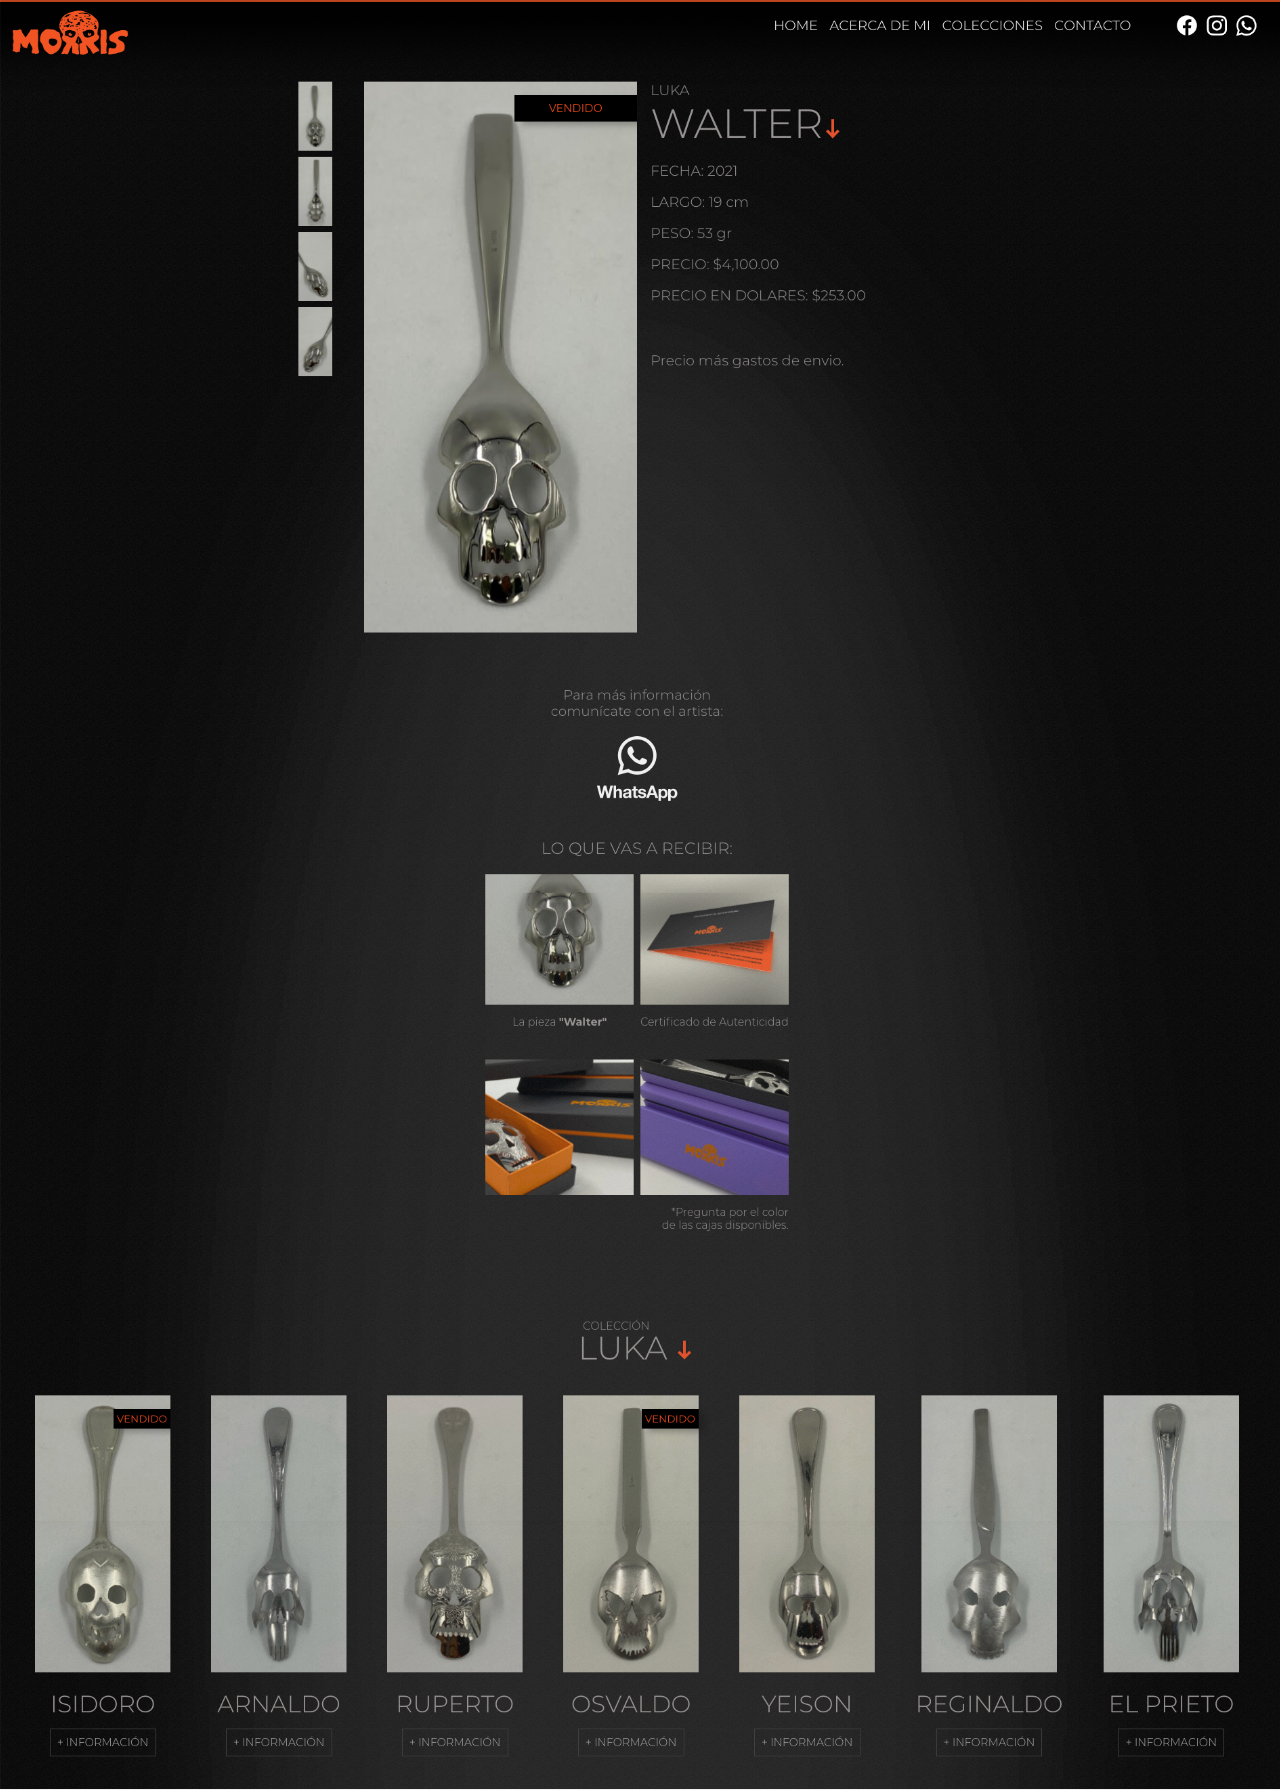 MORRIS
HOME ACERCA DE MI COLECCIONES CONTACTO
VENDIDO
LUKA
WALTER↓
FECHA: 2021
LARGO: 19 cm
PESO: 53 gr
PRECIO: $4,100.00
PRECIO EN DOLARES: $253.00
Precio más gastos de envio.
Para más información
comunícate con el artista:
WhatsApp
LO QUE VAS A RECIBIR:
MORRIS
La pieza "Walter"
Certificado de Autenticidad
MORRIS
MORRIS
*Pregunta por el color
de las cajas disponibles.
COLECCIÓN
LUKA ↓
VENDIDO
VENDIDO
ISIDORO
+ INFORMACIÓN
ARNALDO
+ INFORMACIÓN
RUPERTO
+ INFORMACIÓN
OSVALDO
+ INFORMACIÓN
YEISON
+ INFORMACIÓN
REGINALDO
+ INFORMACIÓN
EL PRIETO
+ INFORMACIÓN